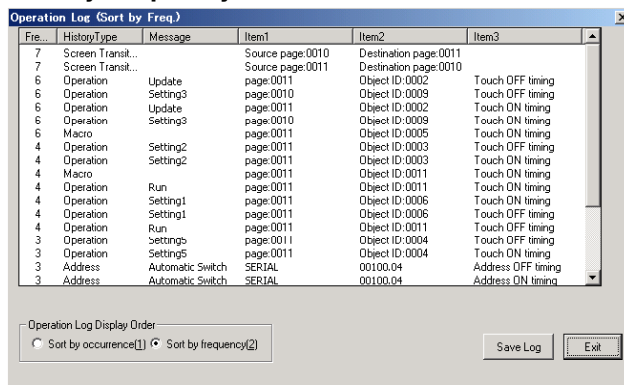 Operation Log (Sort by Freq.)
Fre... HistoryType Message Item1 Item2 Item3
7 Screen Transit... Source page:0010 Destination page:0011
7 Screen Transit... Source page:0011 Destination page:0010
6 Operation Update page:0011 Object ID:0002 Touch OFF timing
6 Operation Setting3 page:0010 Object ID:0009 Touch OFF timing
6 Operation Update page:0011 Object ID:0002 Touch ON timing
6 Operation Setting3 page:0010 Object ID:0009 Touch ON timing
6 Macro page:0011 Object ID:0005 Touch ON timing
4 Operation Setting2 page:0011 Object ID:0003 Touch OFF timing
4 Operation Setting2 page:0011 Object ID:0003 Touch ON timing
4 Macro page:0011 Object ID:0011 Touch ON timing
4 Operation Run page:0011 Object ID:0011 Touch ON timing
4 Operation Setting1 page:0011 Object ID:0006 Touch ON timing
4 Operation Setting1 page:0011 Object ID:0006 Touch OFF timing
4 Operation Run page:0011 Object ID:0011 Touch OFF timing
3 Operation Setting5 page:0011 Object ID:0004 Touch OFF timing
3 Operation Setting5 page:0011 Object ID:0004 Touch ON timing
3 Address Automatic Switch SERIAL 00100.04 Address OFF timing
3 Address Automatic Switch SERIAL 00100.04 Address ON timing
Operation Log Display Order
Sort by occurrence(1) Sort by frequency(2)
Save Log Exit